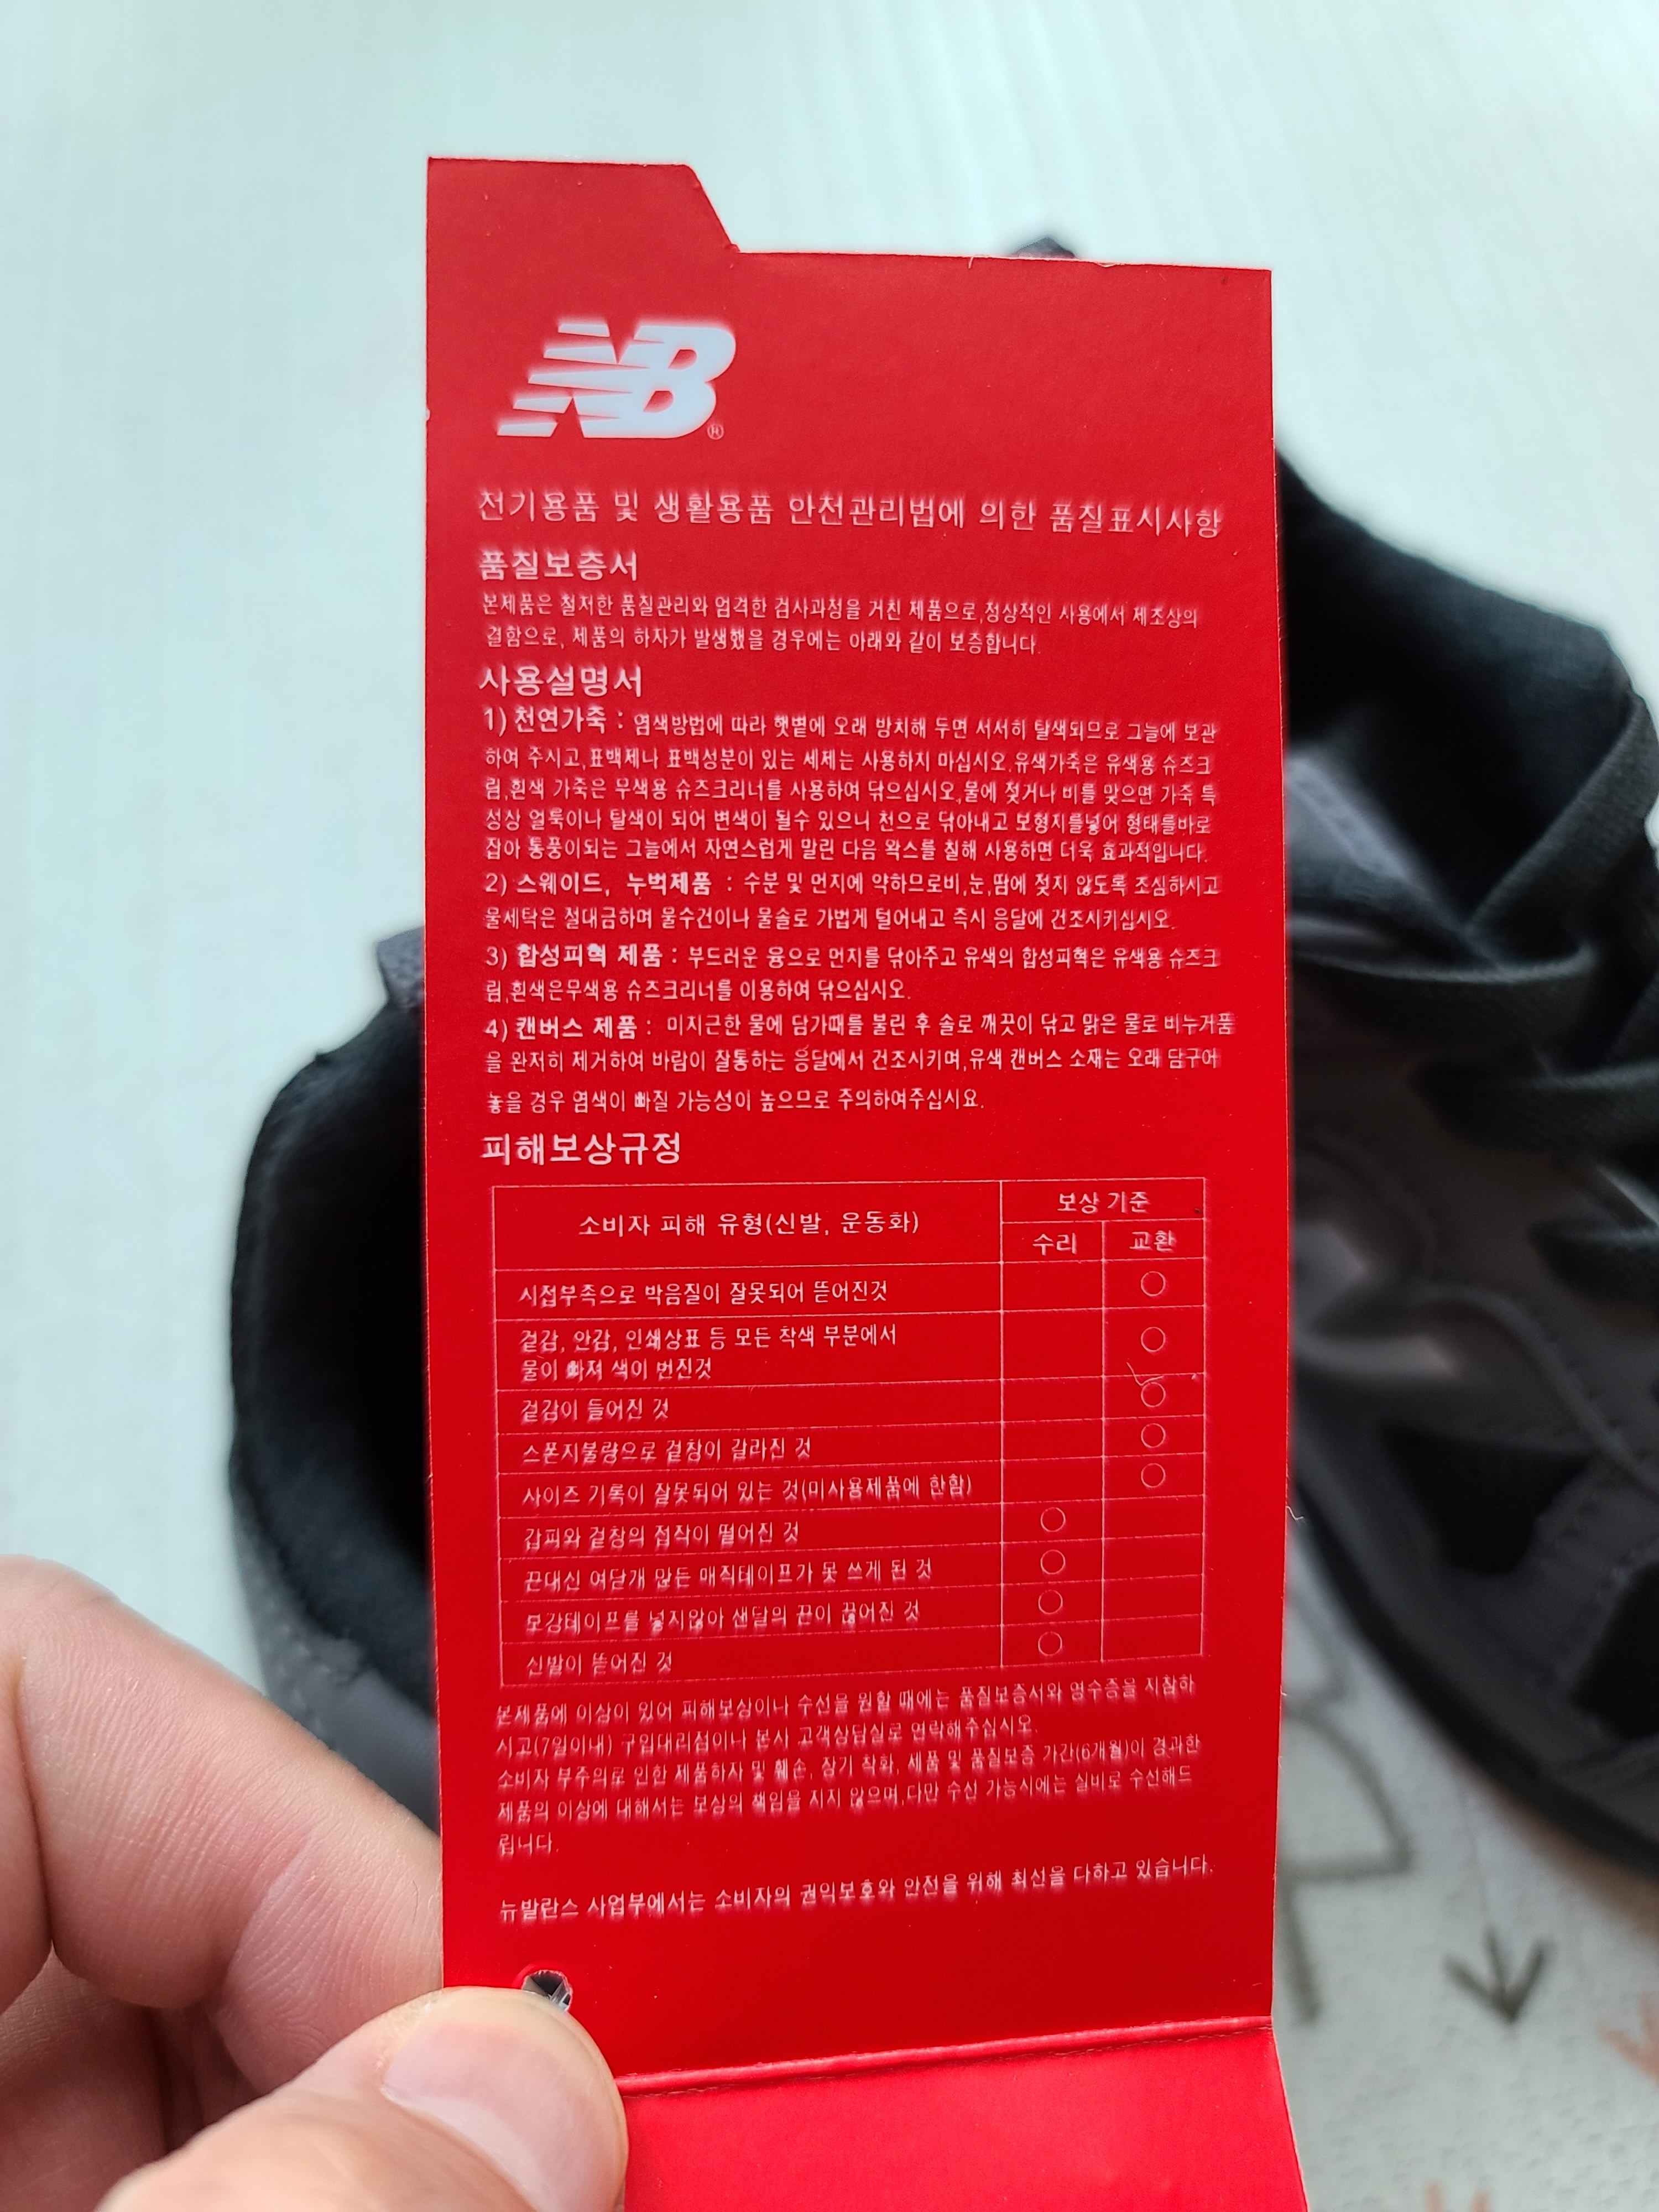 NB®
전기용품 및 생활용품 안전관리법에 의한 품질표시사항
품질보증서
본제품은 철저한 품질관리와 엄격한 검사과정을 거친 제품으로,정상적인 사용에서 제조상의
결함으로, 제품의 하자가 발생했을 경우에는 아래와 같이 보증합니다.
사용설명서
1) 천연가죽 : 염색방법에 따라 햇볕에 오래 방치해 두면 서서히 탈색되므로 그늘에 보관
하여 주시고,표백제나 표백성분이 있는 세제는 사용하지 마십시오,유색가죽은 유색용 슈즈크
림,흰색 가죽은 무색용 슈즈크리너를 사용하여 닦으십시오,물에 젖거나 비를 맞으면 가죽 특
성상 얼룩이나 탈색이 되어 변색이 될수 있으니 천으로 닦아내고 보형지를넣어 형태를바로
잡아 통풍이되는 그늘에서 자연스럽게 말린 다음 왁스를 칠해 사용하면 더욱 효과적입니다.
2) 스웨이드, 누벅제품 : 수분 및 먼지에 약하므로비,눈,땀에 젖지 않도록 조심하시고
물세탁은 절대금하며 물수건이나 물솔로 가볍게 털어내고 즉시 응달에 건조시키십시오.
3) 합성피혁 제품 : 부드러운 융으로 먼지를 닦아주고 유색의 합성피혁은 유색용 슈즈크
림,흰색은무색용 슈즈크리너를 이용하여 닦으십시오.
4) 캔버스 제품 : 미지근한 물에 담가때를 불린 후 솔로 깨끗이 닦고 맑은 물로 비누거품
을 완저히 제거하여 바람이 잘통하는 응달에서 건조시키며,유색 캔버스 소재는 오래 담구어
놓을 경우 염색이 빠질 가능성이 높으므로 주의하여주십시요.
피해보상규정
소비자 피해 유형(신발, 운동화)
보상 기준
수리 교환
시접부족으로 박음질이 잘못되어 뜯어진것 ○
겉감, 안감, 인쇄상표 등 모든 착색 부분에서
물이 빠져 색이 번진것 ○
겉감이 들어진 것 ○
스폰지불량으로 겉창이 갈라진 것 ○
사이즈 기록이 잘못되어 있는 것(미사용제품에 한함) ○
갑피와 겉창의 접작이 떨어진 것 ○
끈대신 여닫개 많든 매직테이프가 못 쓰게 된 것 ○
보강테이프를 넣지않아 샌달의 끈이 끊어진 것 ○
신발이 뜯어진 것 ○
본제품에 이상이 있어 피해보상이나 수선을 원할 때에는 품질보증서와 영수증을 지참하
시고(7일이내) 구입대리점이나 본사 고객상담실로 연락해주십시오.
소비자 부주의로 인한 제품하자 및 훼손, 장기 착화, 세품 및 품질보증 기간(6개월)이 경과한
제품의 이상에 대해서는 보상의 책임을 지지 않으며,다만 수선 가능시에는 실비로 수선해드
립니다.
뉴발란스 사업부에서는 소비자의 권익보호와 안전을 위해 최선을 다하고 있습니다.